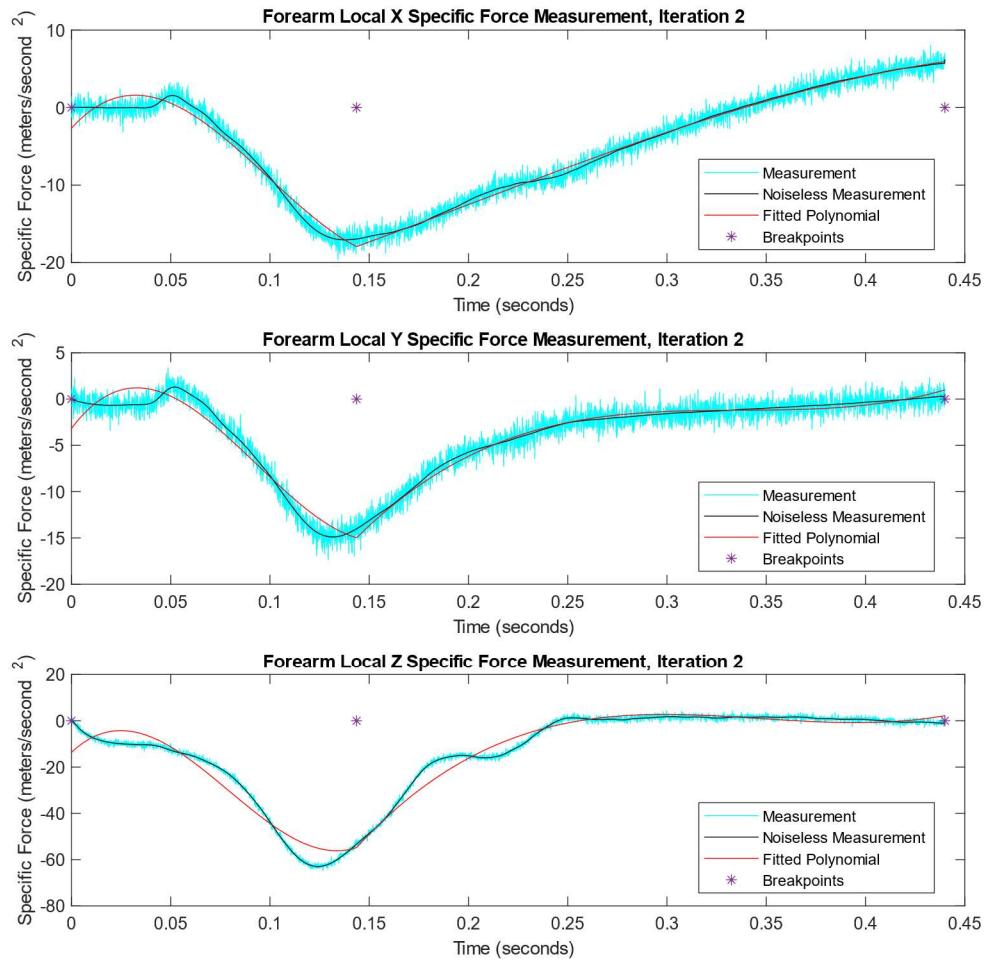 Forearm Local X Specific Force Measurement, Iteration 2
Specific Force (meters/second ²)
10
0
-10
-20
0
0.05
0.1
0.15
0.2
0.25
0.3
0.35
0.4
0.45
Time (seconds)
Measurement
Noiseless Measurement
Fitted Polynomial
Breakpoints
Forearm Local Y Specific Force Measurement, Iteration 2
Specific Force (meters/second ²)
5
0
-5
-10
-15
-20
0
0.05
0.1
0.15
0.2
0.25
0.3
0.35
0.4
0.45
Time (seconds)
Measurement
Noiseless Measurement
Fitted Polynomial
Breakpoints
Forearm Local Z Specific Force Measurement, Iteration 2
Specific Force (meters/second ²)
20
0
-20
-40
-60
-80
0
0.05
0.1
0.15
0.2
0.25
0.3
0.35
0.4
0.45
Time (seconds)
Measurement
Noiseless Measurement
Fitted Polynomial
Breakpoints